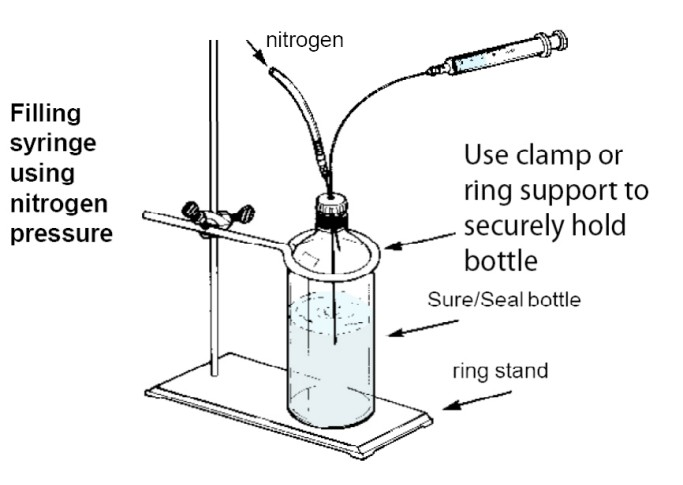 nitrogen
Filling
syringe
using
nitrogen
pressure
Use clamp or
ring support to
securely hold
bottle
Sure/Seal bottle
ring stand